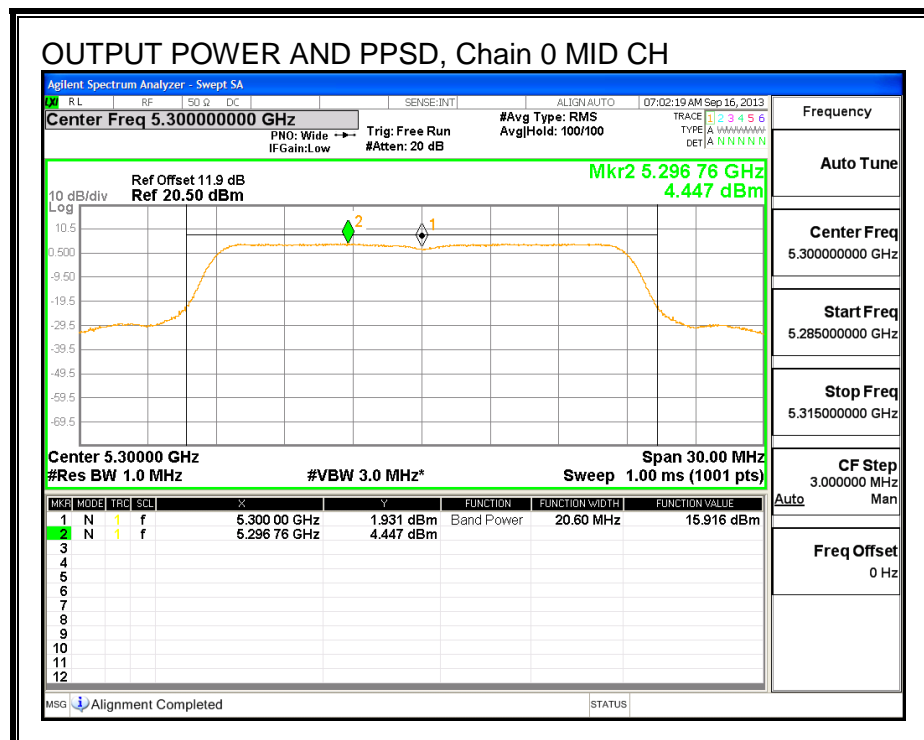 OUTPUT POWER AND PPSD, Chain 0 MID CH
Agilent Spectrum Analyzer - Swept SA
LXI RL RF 50 Ω DC SENSE:INT ALIGN AUTO 07:02:19 AM Sep 16, 2013
Center Freq 5.300000000 GHz #Avg Type: RMS TRACE 1 2 3 4 5 6
PNO: Wide Trig: Free Run Avg|Hold: 100/100 TYPE A WWWWW
IFGain:Low #Atten: 20 dB DET A N N N N N
Mkr2 5.296 76 GHz
Ref Offset 11.9 dB
10 dB/div Ref 20.50 dBm 4.447 dBm
Log
2 1
10.5
0.500
-9.50
-19.5
-29.5
-39.5
-49.5
-59.5
-69.5
Center 5.30000 GHz Span 30.00 MHz
#Res BW 1.0 MHz #VBW 3.0 MHz* Sweep 1.00 ms (1001 pts)
MKR MODE TRC SCL X Y FUNCTION FUNCTION WIDTH FUNCTION VALUE
1 N 1 f 5.300 00 GHz 1.931 dBm Band Power 20.60 MHz 15.916 dBm
2 N 1 f 5.296 76 GHz 4.447 dBm
3
4
5
6
7
8
9
10
11
12
MSG Alignment Completed STATUS
Frequency
Auto Tune
Center Freq
5.300000000 GHz
Start Freq
5.285000000 GHz
Stop Freq
5.315000000 GHz
CF Step
3.000000 MHz
Auto Man
Freq Offset
0 Hz